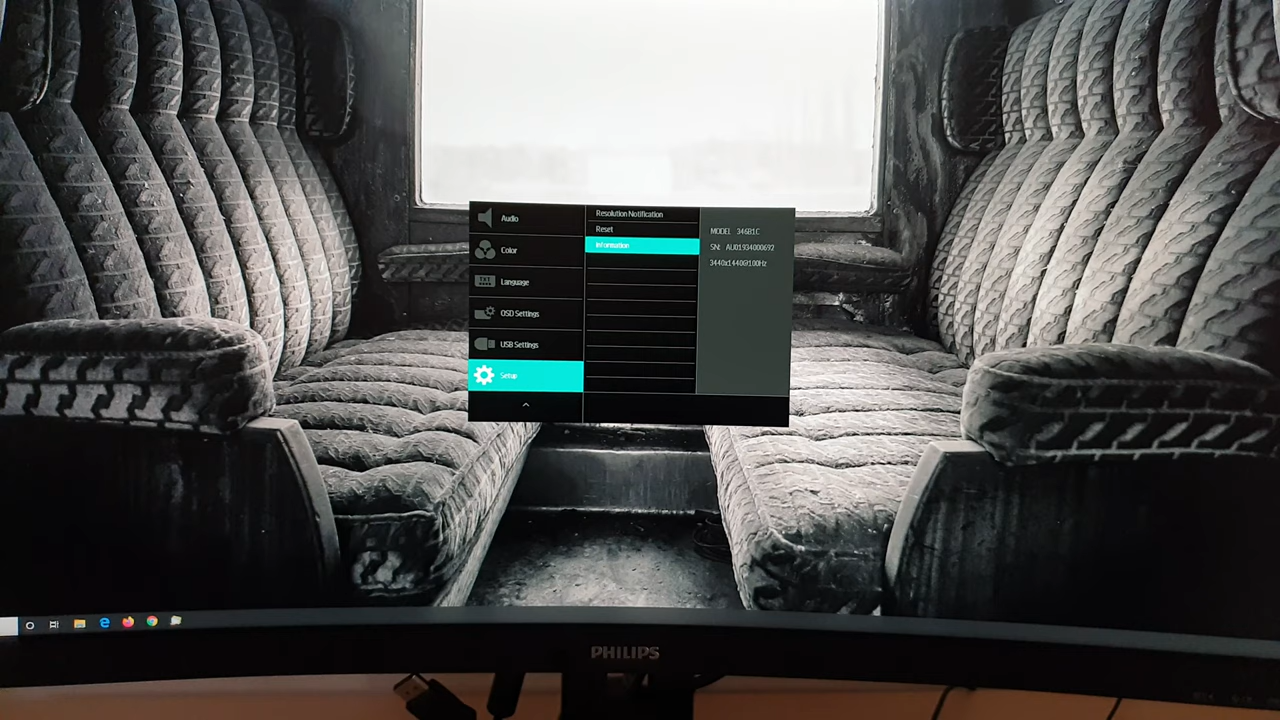 Audio
Color
TXT
Language
OSD Settings
USB Settings
Setup
Resolution Notification
Reset
Information
MODEL 346B1C
SN: AU01934000692
3440x1440@100Hz
PHILIPS